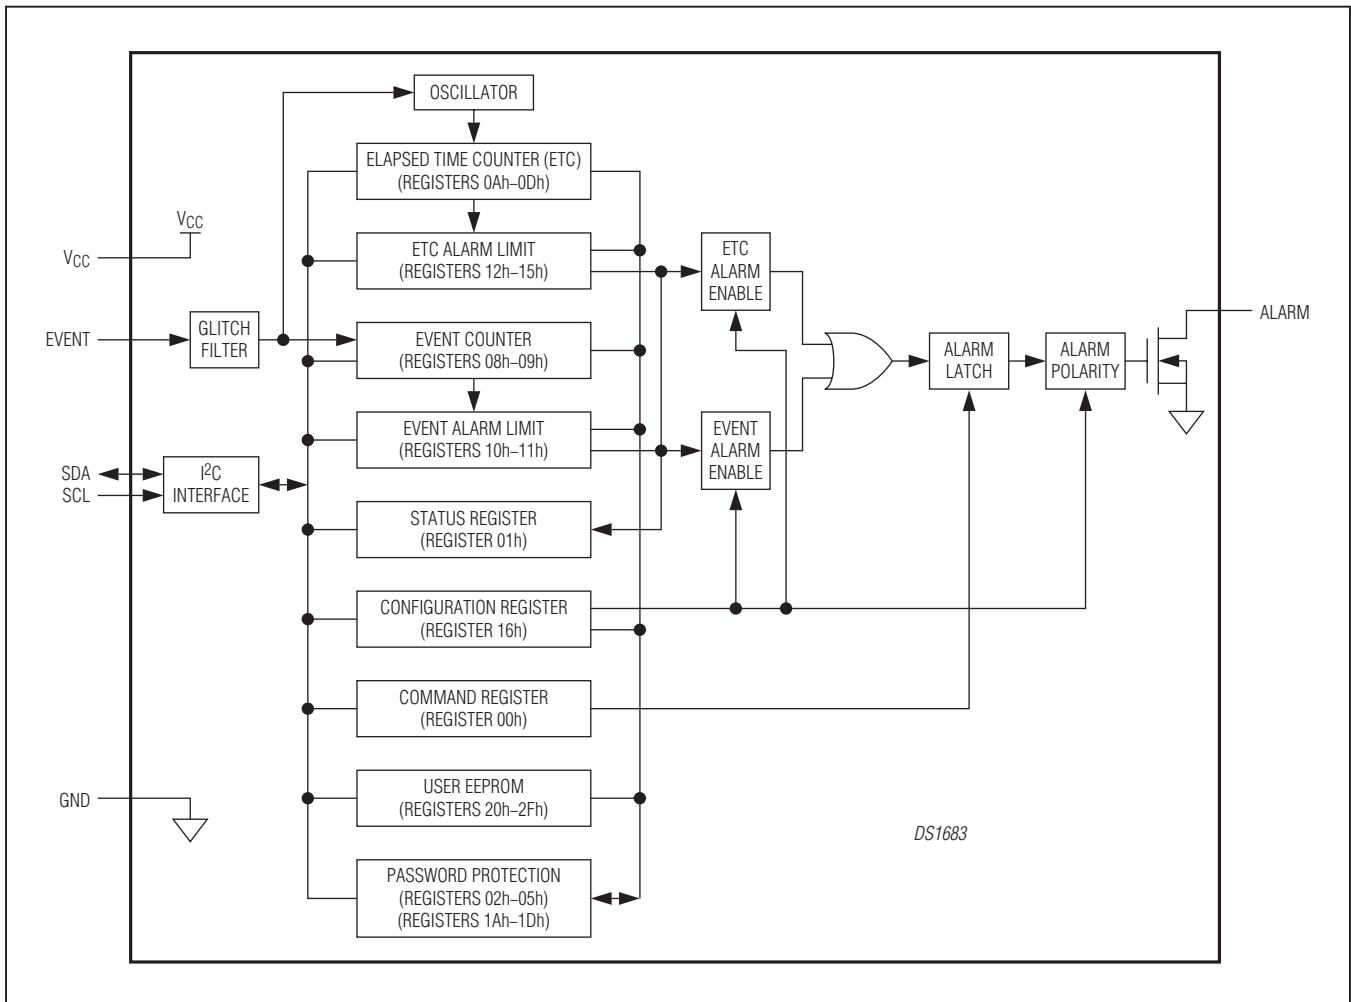 OSCILLATOR
ELAPSED TIME COUNTER (ETC)
(REGISTERS 0Ah–0Dh)
VCC
VCC
ETC ALARM LIMIT
(REGISTERS 12h–15h)
ETC
ALARM
ENABLE
EVENT
GLITCH
FILTER
EVENT COUNTER
(REGISTERS 08h–09h)
ALARM
LATCH
ALARM
POLARITY
ALARM
EVENT ALARM LIMIT
(REGISTERS 10h–11h)
EVENT
ALARM
ENABLE
SDA
SCL
I2C
INTERFACE
STATUS REGISTER
(REGISTER 01h)
CONFIGURATION REGISTER
(REGISTER 16h)
COMMAND REGISTER
(REGISTER 00h)
GND
USER EEPROM
(REGISTERS 20h–2Fh)
DS1683
PASSWORD PROTECTION
(REGISTERS 02h–05h)
(REGISTERS 1Ah–1Dh)